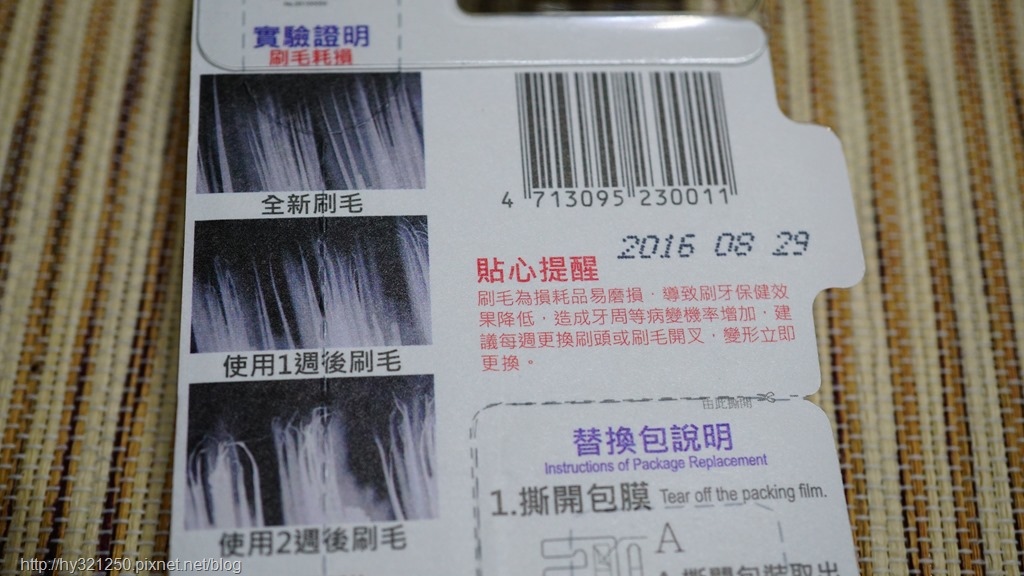 實驗證明
刷毛耗損
全新刷毛
使用1週後刷毛
使用2週後刷毛
4 713095 230011
2016 08 29
貼心提醒
刷毛為損耗品易磨損，導致刷牙保健效
果降低，造成牙周等病變機率增加，建
議每週更換刷頭或刷毛開叉，變形立即
更換。
由此撕開
替換包說明
Instructions of Package Replacement
1.撕開包膜 Tear off the packing film.
A
http://hy321250.pixnet.net/blog